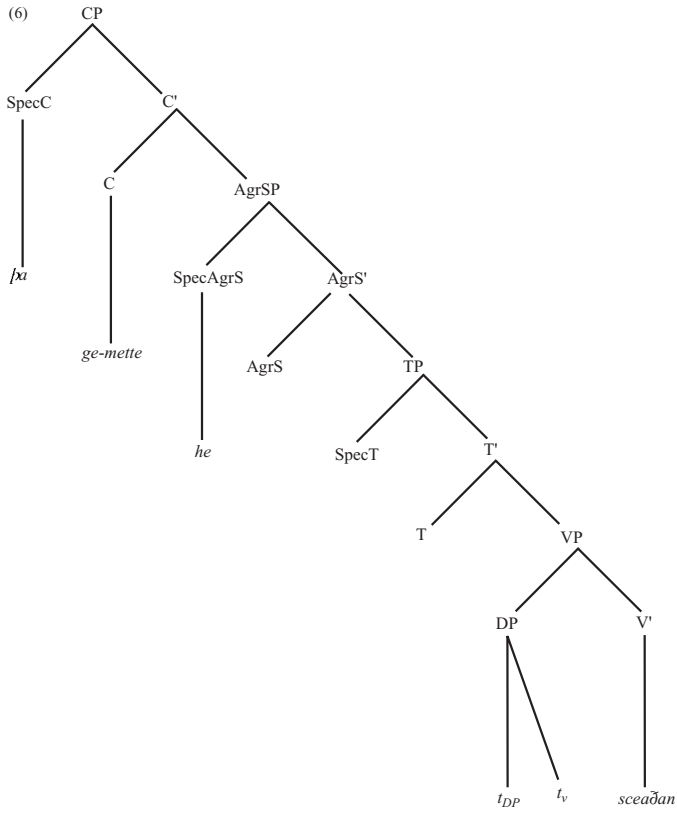 (6) CP
SpecC C'
C AgrSP
þa SpecAgrS AgrS'
ge-mette AgrS TP
he SpecT T'
T VP
DP V'
t_DP t_v sceaðan